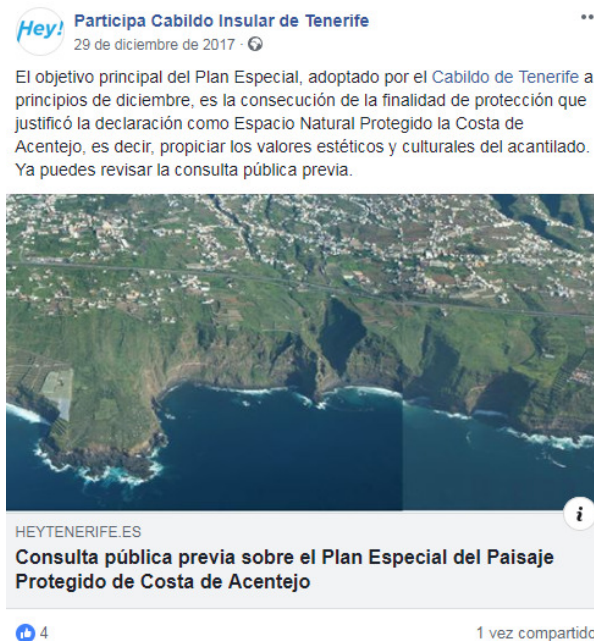 Hey!
Participa Cabildo Insular de Tenerife
29 de diciembre de 2017 ·
El objetivo principal del Plan Especial, adoptado por el Cabildo de Tenerife a
principios de diciembre, es la consecución de la finalidad de protección que
justificó la declaración como Espacio Natural Protegido la Costa de
Acentejo, es decir, propiciar los valores estéticos y culturales del acantilado.
Ya puedes revisar la consulta pública previa.
i
HEYTENERIFE.ES
Consulta pública previa sobre el Plan Especial del Paisaje
Protegido de Costa de Acentejo
4
1 vez compartido